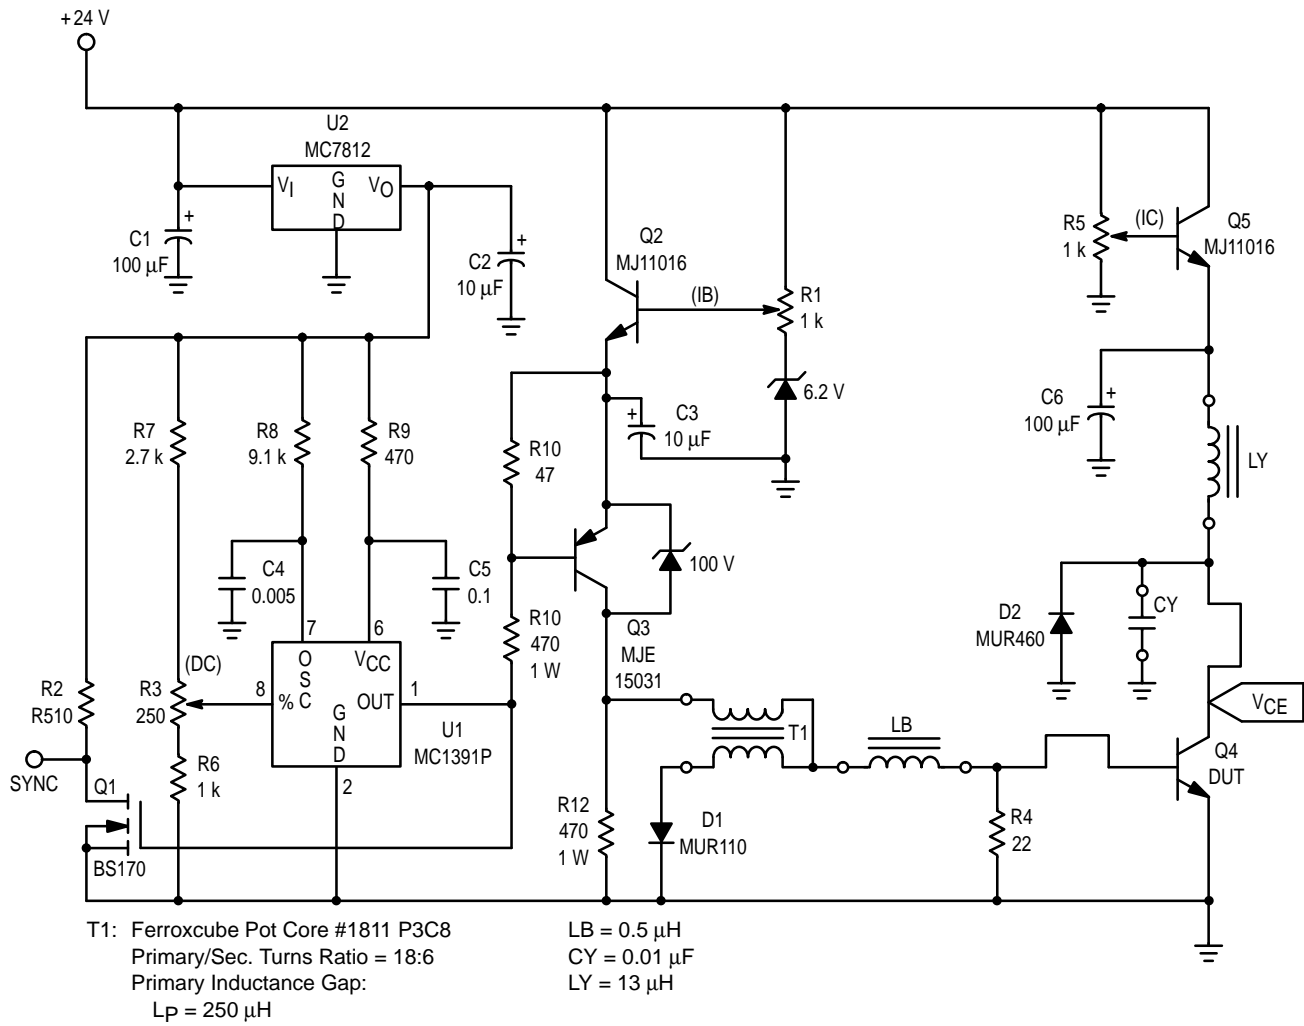 +24 V
U2
MC7812
VI
G
N
D
VO
C1
100 µF
+
C2
10 µF
+
Q2
MJ11016
(IB)
R1
1 k
R5
1 k
(IC)
Q5
MJ11016
6.2 V
C3
10 µF
+
C6
100 µF
+
LY
R7
2.7 k
R8
9.1 k
R9
470
R10
47
C4
0.005
C5
0.1
100 V
R10
470
1 W
Q3
MJE
15031
D2
MUR460
CY
7
6
O
S
C
VCC
(DC)
8
%
OUT
1
G
N
D
2
U1
MC1391P
R2
R510
R3
250
SYNC
Q1
BS170
R6
1 k
T1
LB
VCE
Q4
DUT
R12
470
1 W
D1
MUR110
R4
22
T1: Ferroxcube Pot Core #1811 P3C8
Primary/Sec. Turns Ratio = 18:6
Primary Inductance Gap:
LP = 250 µH
LB = 0.5 µH
CY = 0.01 µF
LY = 13 µH